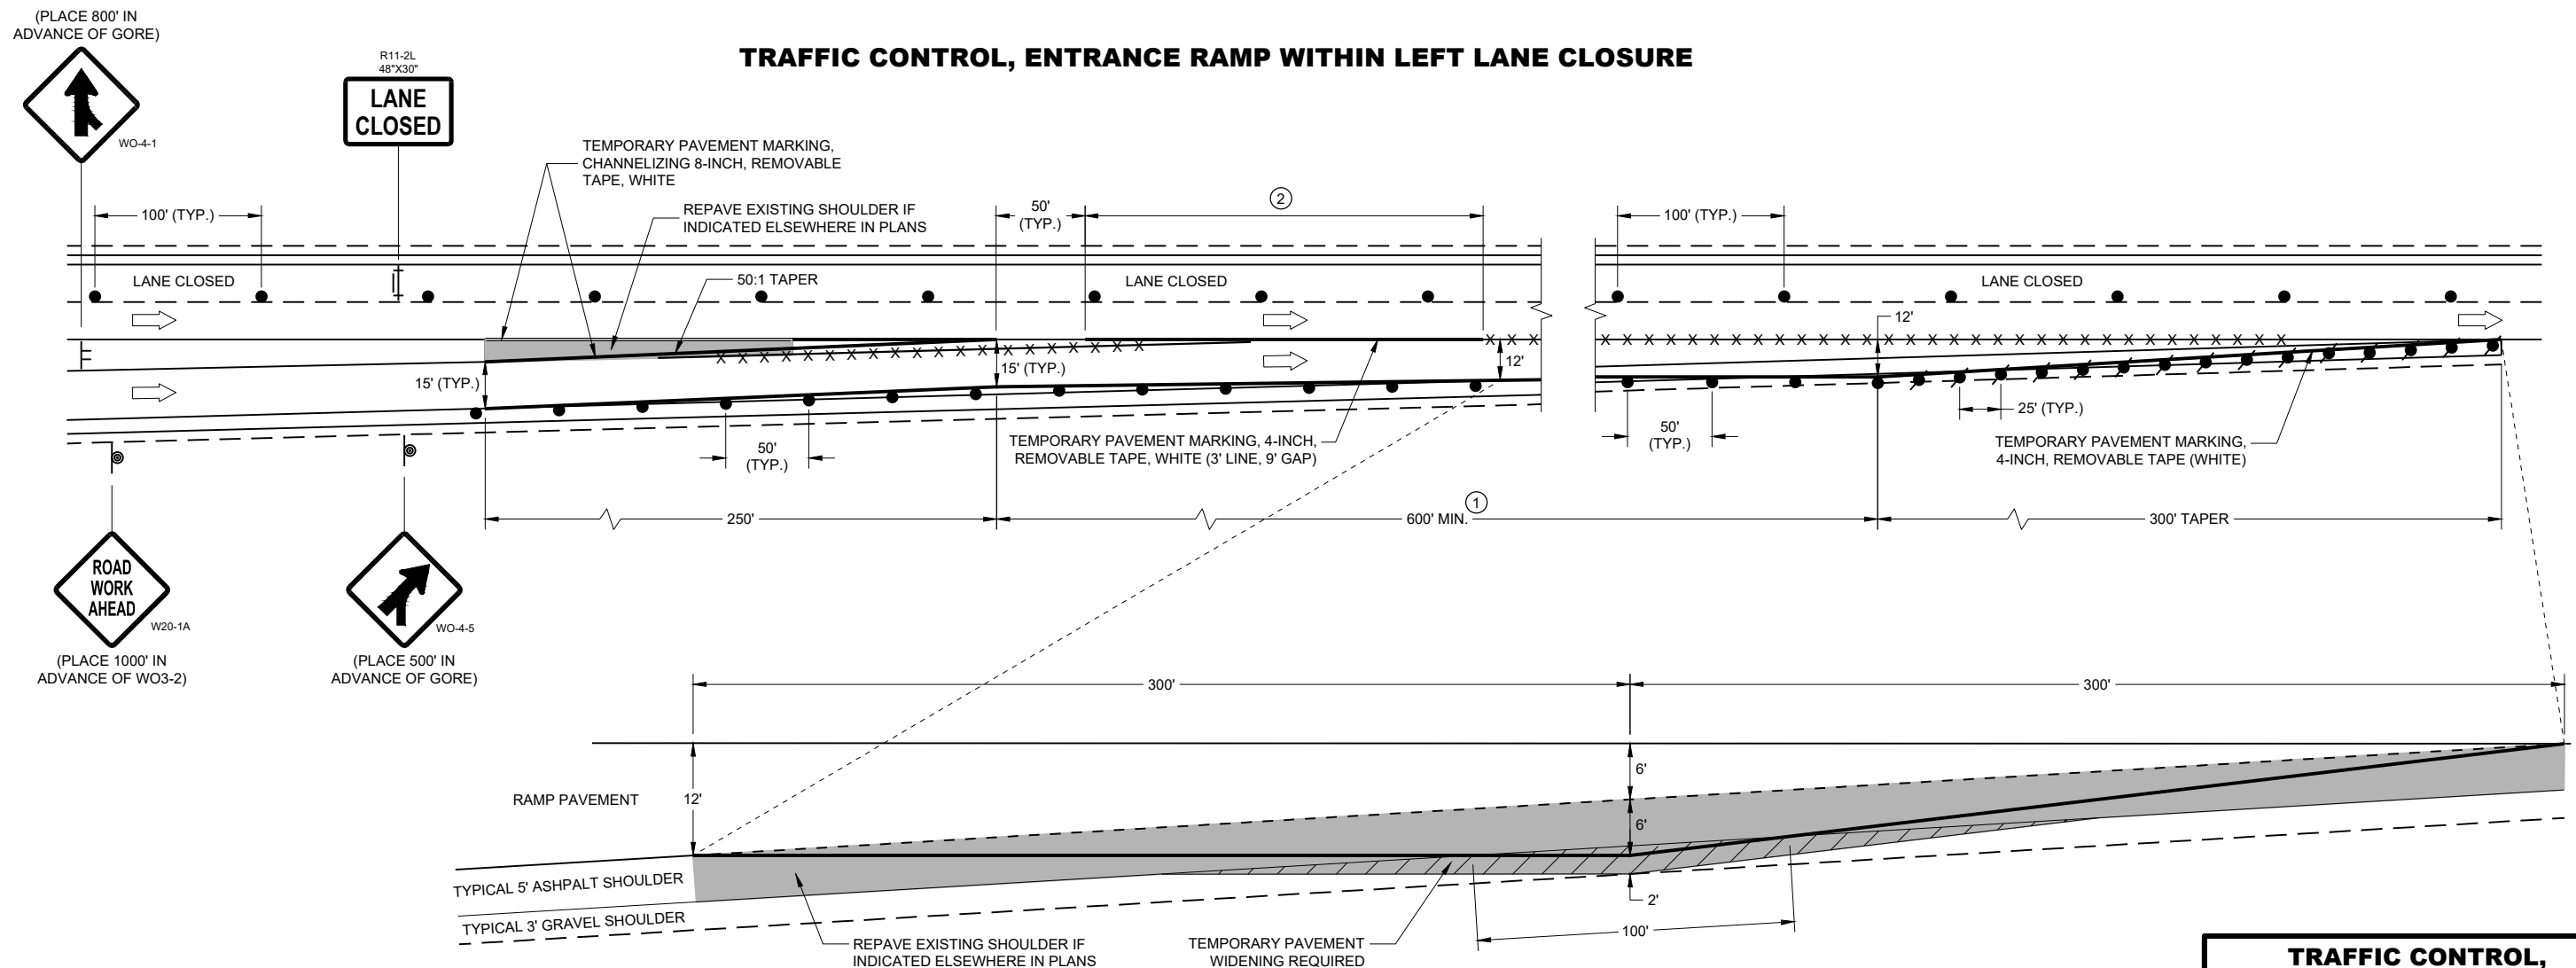 (PLACE 800' IN
ADVANCE OF GORE)
WO-4-1
R11-2L
48"X30"
LANE
CLOSED
TRAFFIC CONTROL, ENTRANCE RAMP WITHIN LEFT LANE CLOSURE
TEMPORARY PAVEMENT MARKING,
CHANNELIZING 8-INCH, REMOVABLE
TAPE, WHITE
REPAVE EXISTING SHOULDER IF
INDICATED ELSEWHERE IN PLANS
50:1 TAPER
100' (TYP.)
50'
(TYP.)
2
100' (TYP.)
LANE CLOSED
LANE CLOSED
LANE CLOSED
15' (TYP.)
15' (TYP.)
12'
12'
X X X X X X X X X X X X X X X X X X X X
X X X
X X X X X X X X X X X X X X X X X X X X X X X X X X X X X X X X
50'
(TYP.)
TEMPORARY PAVEMENT MARKING, 4-INCH,
REMOVABLE TAPE, WHITE (3' LINE, 9' GAP)
50'
(TYP.)
25' (TYP.)
TEMPORARY PAVEMENT MARKING,
4-INCH, REMOVABLE TAPE (WHITE)
250'
600' MIN.
1
300' TAPER
ROAD
WORK
AHEAD
W20-1A
(PLACE 1000' IN
ADVANCE OF WO3-2)
WO-4-5
(PLACE 500' IN
ADVANCE OF GORE)
300'
300'
RAMP PAVEMENT
12'
6'
6'
2'
100'
TYPICAL 5' ASHPALT SHOULDER
TYPICAL 3' GRAVEL SHOULDER
REPAVE EXISTING SHOULDER IF
INDICATED ELSEWHERE IN PLANS
TEMPORARY PAVEMENT
WIDENING REQUIRED
TRAFFIC CONTROL,